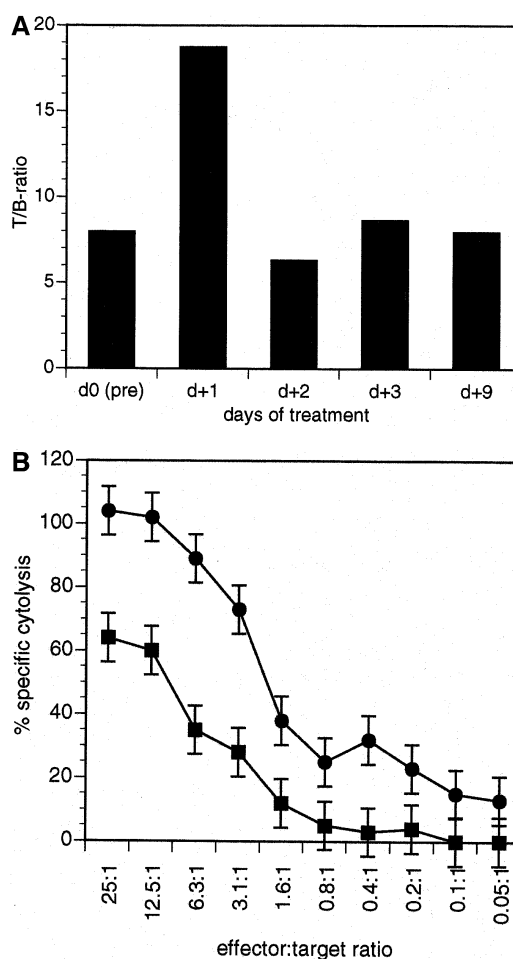 A
20
15
10
5
0
T/B-ratio
d0 (pre) d+1 d+2 d+3 d+9
days of treatment
B
120
100
80
60
40
20
0
% specific cytolysis
25:1 12.5:1 6.3:1 3.1:1 1.6:1 0.8:1 0.4:1 0.2:1 0.1:1 0.05:1
effector:target ratio